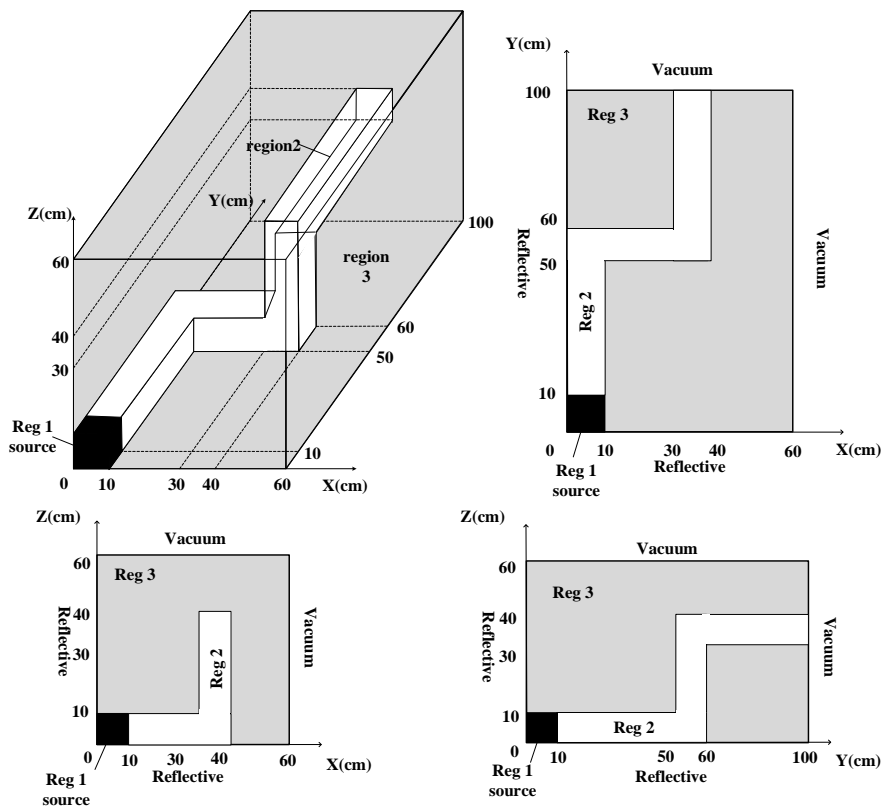 Z(cm)
60
40
30
Reg 1
source
0
10
30
40
60
X(cm)
10
50
60
100
Y(cm)
region2
region
3
Y(cm)
Vacuum
100
Reg 3
60
50
Reflective
Reg 2
Vacuum
10
0
10
30
40
60
X(cm)
Reg 1
source
Reflective
Z(cm)
Vacuum
60
Reg 3
40
30
Reflective
Reg 2
Vacuum
10
0
10
30
40
60
X(cm)
Reg 1
source
Reflective
Z(cm)
Vacuum
60
Reg 3
40
30
Reflective
Vacuum
10
Reg 2
0
10
50
60
100
Y(cm)
Reg 1
source
Reflective